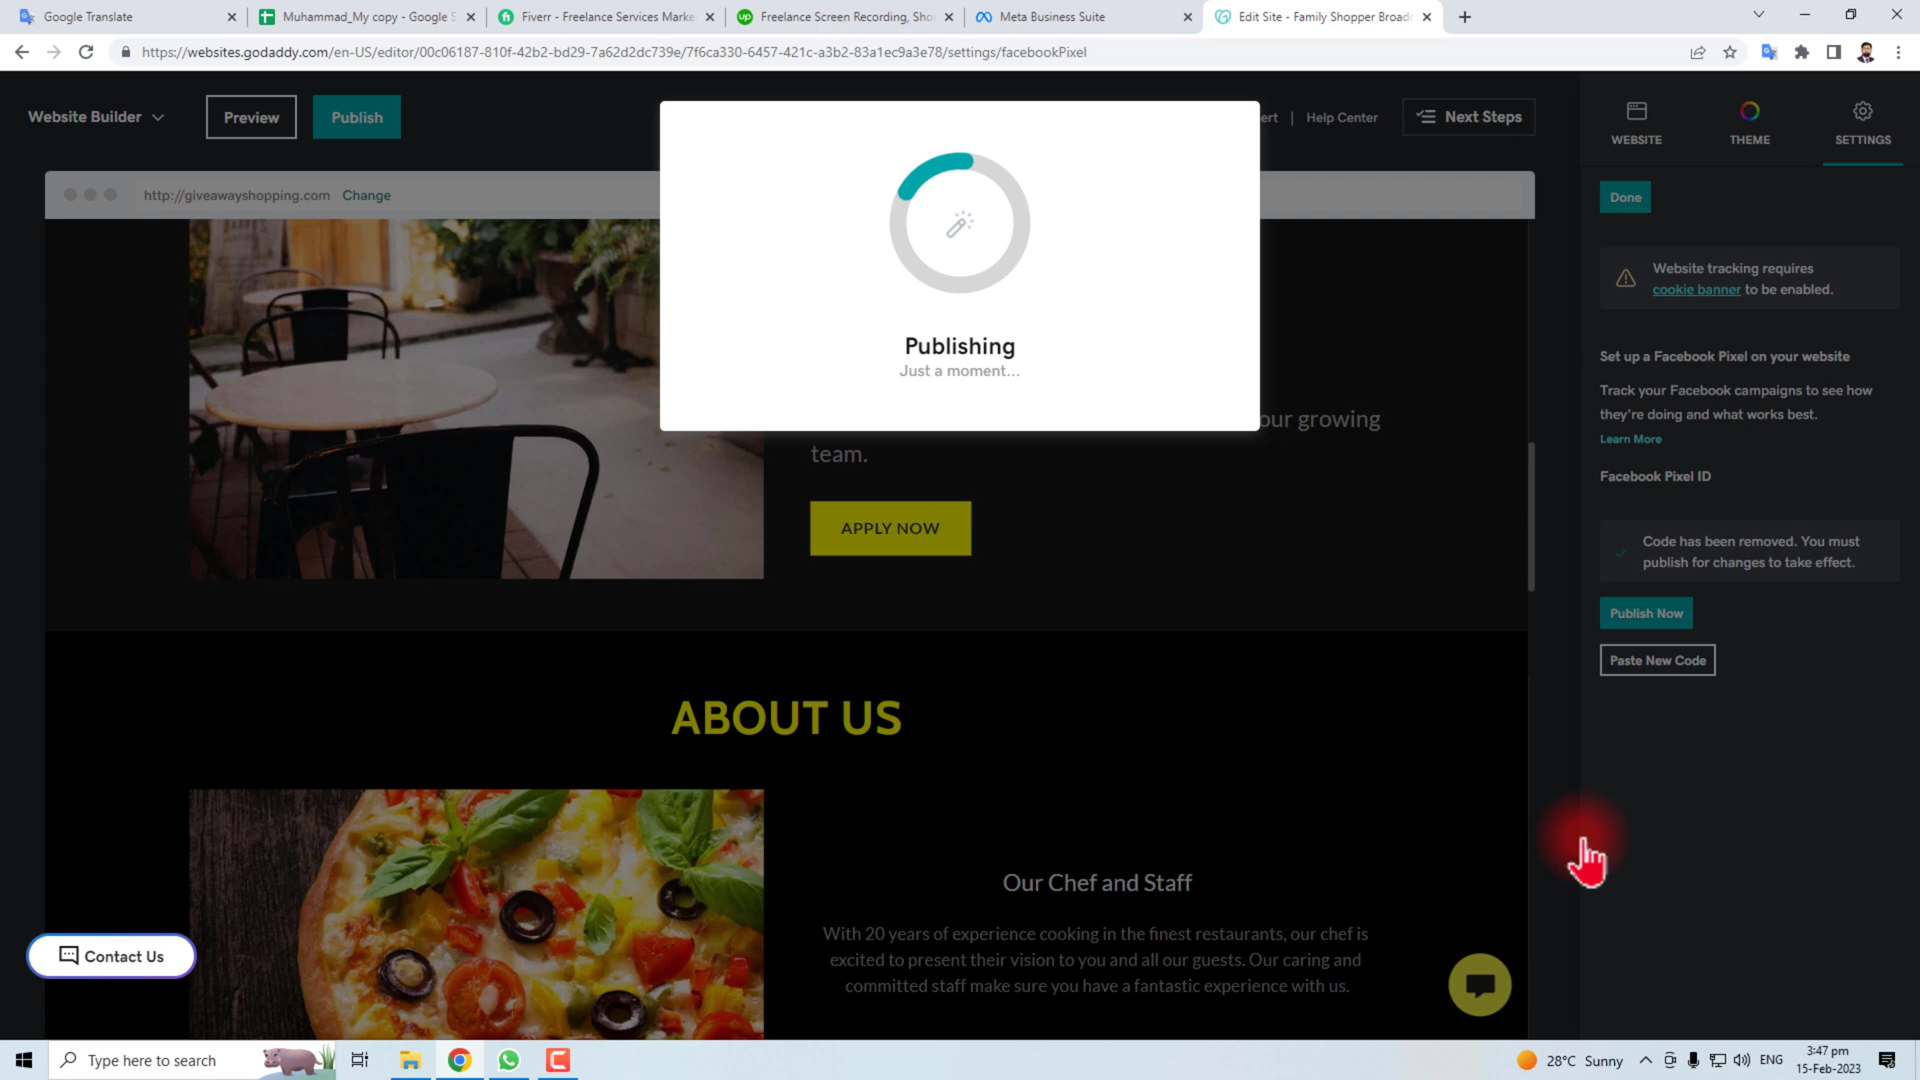 Google Translate
Muhammad_My copy - Google S
Fiverr - Freelance Services Marke
Freelance Screen Recording, Sho
Meta Business Suite
Edit Site - Family Shopper Broad
https://websites.godaddy.com/en-US/editor/00c06187-810f-42b2-bd29-7a62d2dc739e/7f6ca330-6457-421c-a3b2-83a1ec9a3e78/settings/facebookPixel
Website Builder
Preview
Publish
ert | Help Center
Next Steps
WEBSITE
THEME
SETTINGS
http://giveawayshopping.com Change
Done
Website tracking requires
cookie banner to be enabled.
Publishing
Just a moment...
Set up a Facebook Pixel on your website
Track your Facebook campaigns to see how
they're doing and what works best.
Learn More
Facebook Pixel ID
Code has been removed. You must
publish for changes to take effect.
Publish Now
Paste New Code
our growing
team.
APPLY NOW
ABOUT US
Our Chef and Staff
With 20 years of experience cooking in the finest restaurants, our chef is
excited to present their vision to you and all our guests. Our caring and
committed staff make sure you have a fantastic experience with us.
Contact Us
Type here to search
28°C Sunny
ENG
3:47 pm
15-Feb-2023